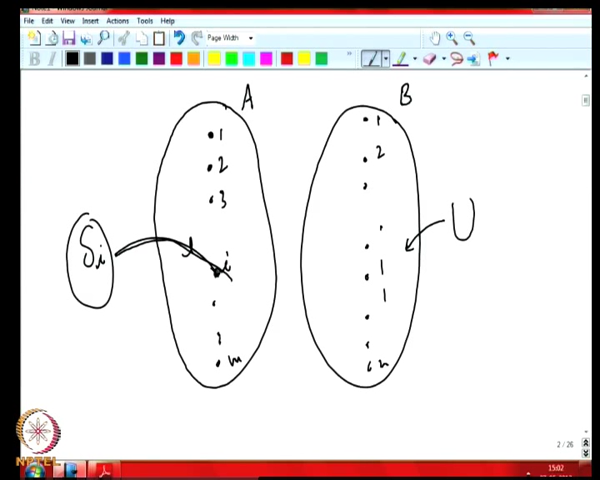 File Edit View Insert Actions Tools Help
Page Width
B
A B
1 1
2 2
3
Si i U
m n
2 / 26
NPTEL
15:02